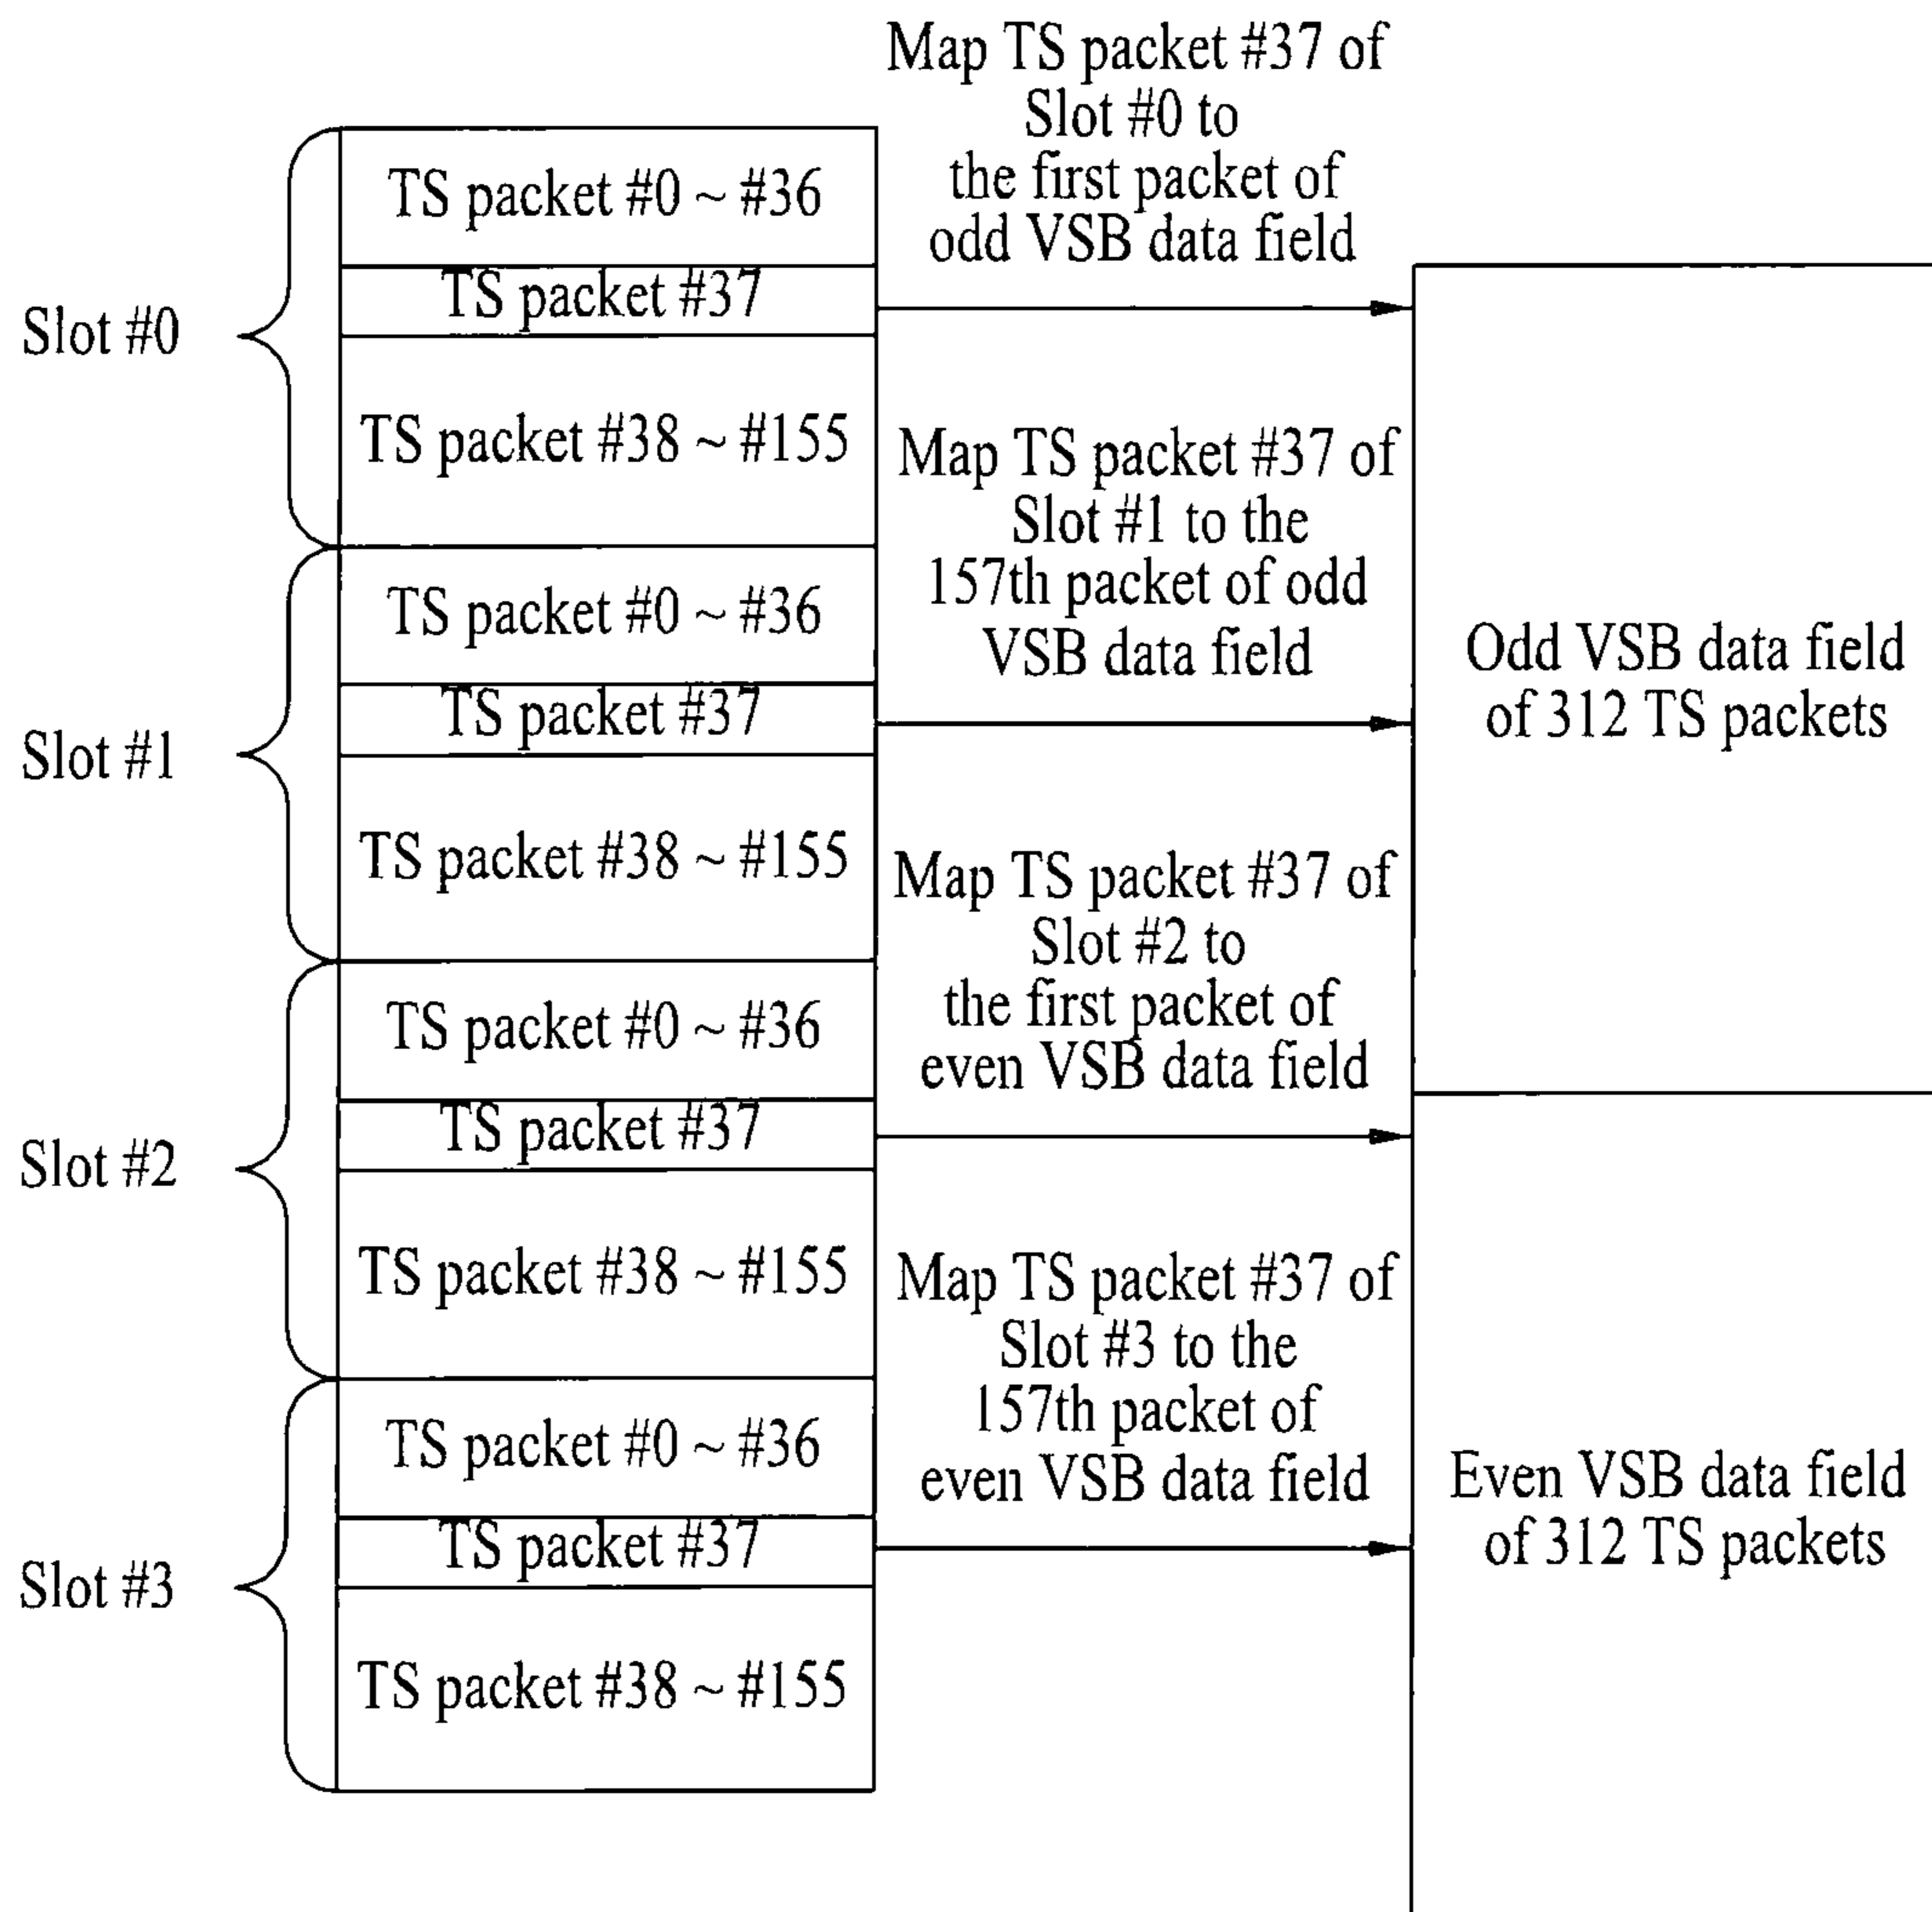 Map TS packet #37 of
Slot #0 to
the first packet of
odd VSB data field
Slot #0
TS packet #0 ~ #36
TS packet #37
TS packet #38 ~ #155
Map TS packet #37 of
Slot #1 to the
157th packet of odd
VSB data field
Slot #1
TS packet #0 ~ #36
TS packet #37
TS packet #38 ~ #155
Odd VSB data field
of 312 TS packets
Map TS packet #37 of
Slot #2 to
the first packet of
even VSB data field
Slot #2
TS packet #0 ~ #36
TS packet #37
TS packet #38 ~ #155
Map TS packet #37 of
Slot #3 to the
157th packet of
even VSB data field
Slot #3
TS packet #0 ~ #36
TS packet #37
TS packet #38 ~ #155
Even VSB data field
of 312 TS packets